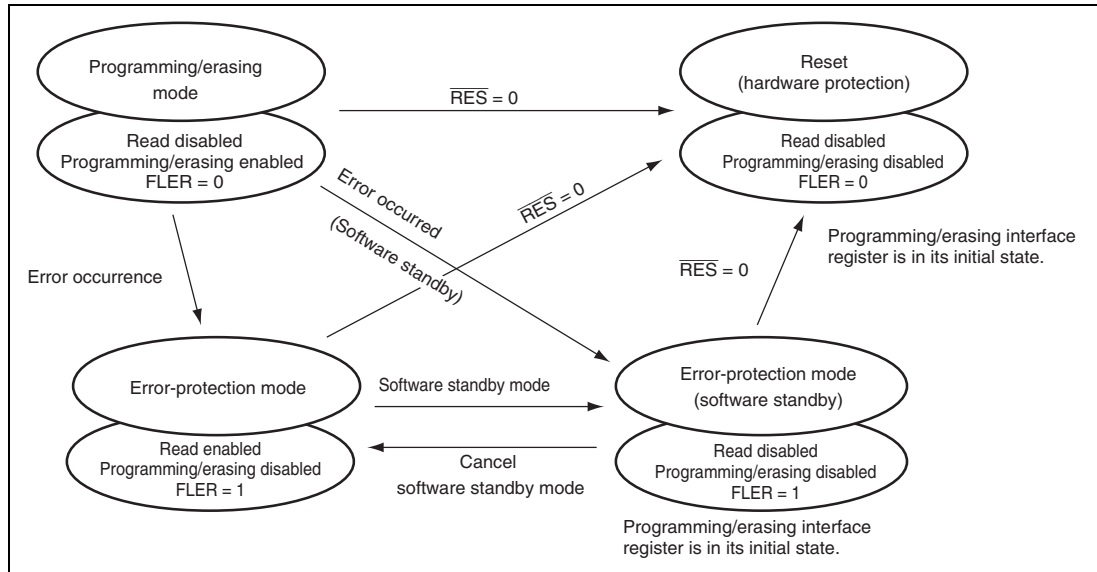 Programming/erasing
mode
Read disabled
Programming/erasing enabled
FLER = 0
RES = 0
Reset
(hardware protection)
Read disabled
Programming/erasing disabled
FLER = 0
Programming/erasing interface
register is in its initial state.
Error occurred
(Software standby)
RES = 0
RES = 0
Error occurrence
Error-protection mode
Read enabled
Programming/erasing disabled
FLER = 1
Software standby mode
Cancel
software standby mode
Error-protection mode
(software standby)
Read disabled
Programming/erasing disabled
FLER = 1
Programming/erasing interface
register is in its initial state.